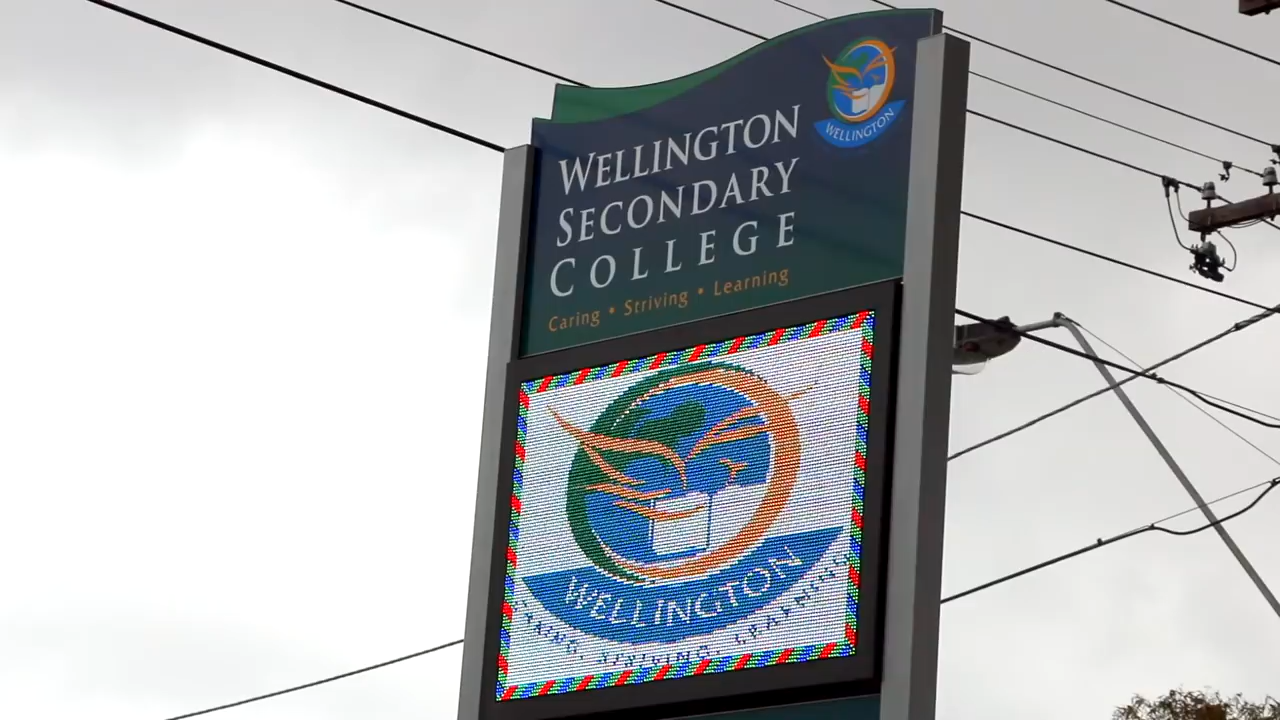 WELLINGTON
WELLINGTON
SECONDARY
COLLEGE
Caring * Striving * Learning
WELLINGTON